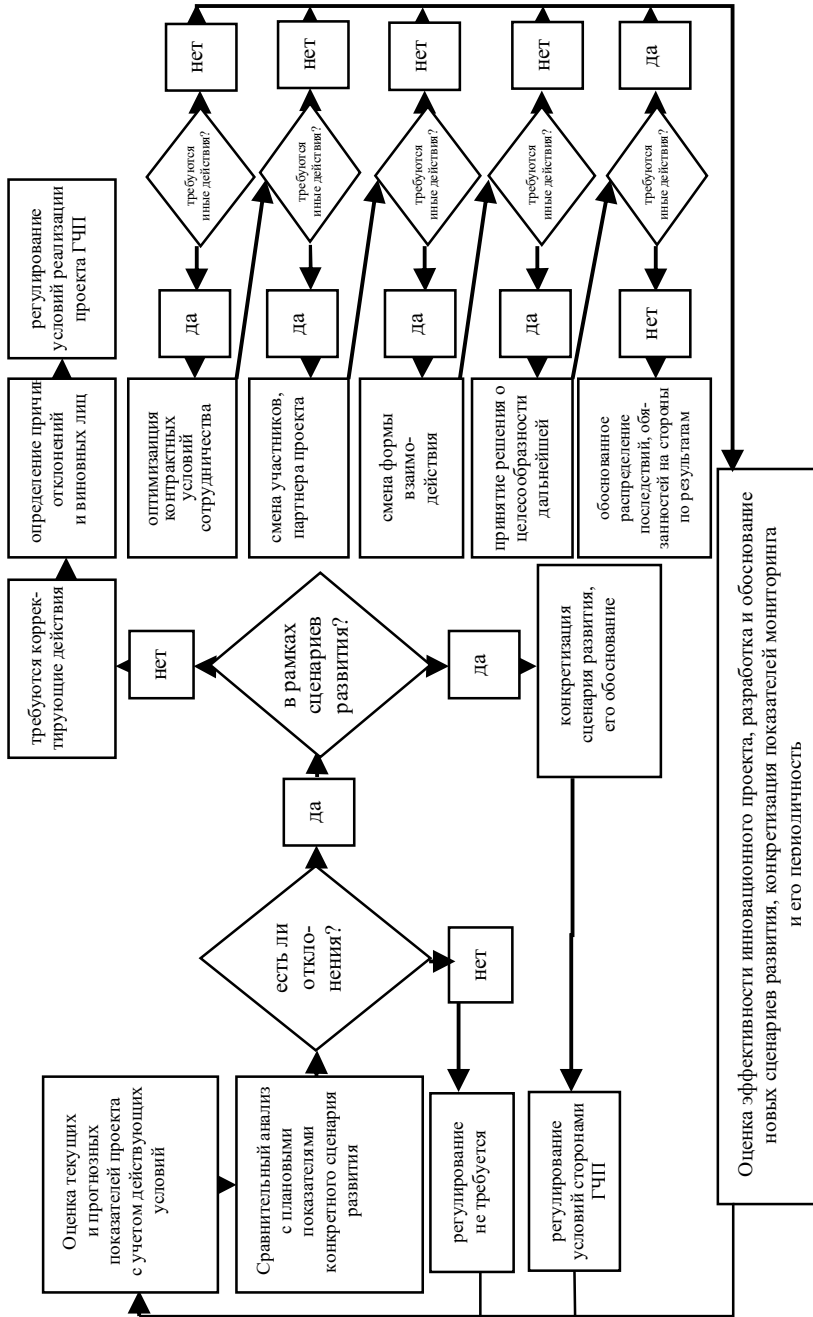 Оценка текущих
и прогнозных
показателей проекта
с учетом действующих
условий
Сравнительный анализ
с плановыми
показателями
конкретного сценария
развития
есть ли
откло-
нения?
да
нет
регулирование
не требуется
в рамках
сценариев
развития?
нет
да
конкретизация
сценария развития,
его обоснование
регулирование
условий сторонами
ГЧП
требуются коррек-
тирующие действия
определение причин
отклонений
и виновных лиц
регулирование
условий реализации
проекта ГЧП
оптимизация
контрактных
условий
сотрудничества
да
требуются
иные действия?
нет
смена участников,
партнера проекта
да
требуются
иные действия?
нет
смена формы
взаимо-
действия
да
требуются
иные действия?
нет
принятие решения о
целесообразности
дальнейшей
да
требуются
иные действия?
нет
обоснованное
распределение
последствий, обя-
занностей на стороны
по результатам
нет
требуются
иные действия?
да
Оценка эффективности инновационного проекта, разработка и обоснование
новых сценариев развития, конкретизация показателей мониторинга
и его периодичность